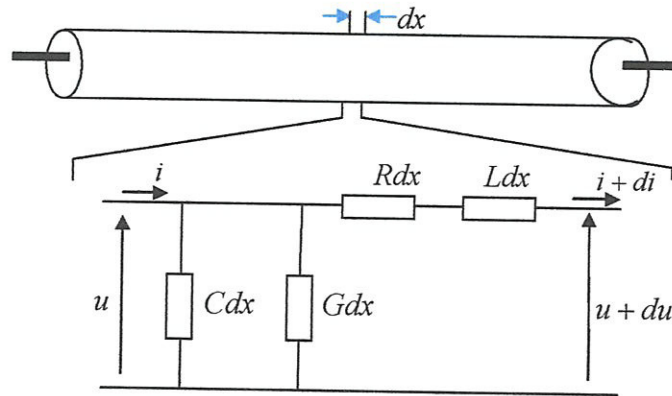 dx
i
Rdx
Ldx
i + di
u
Cdx
Gdx
u + du